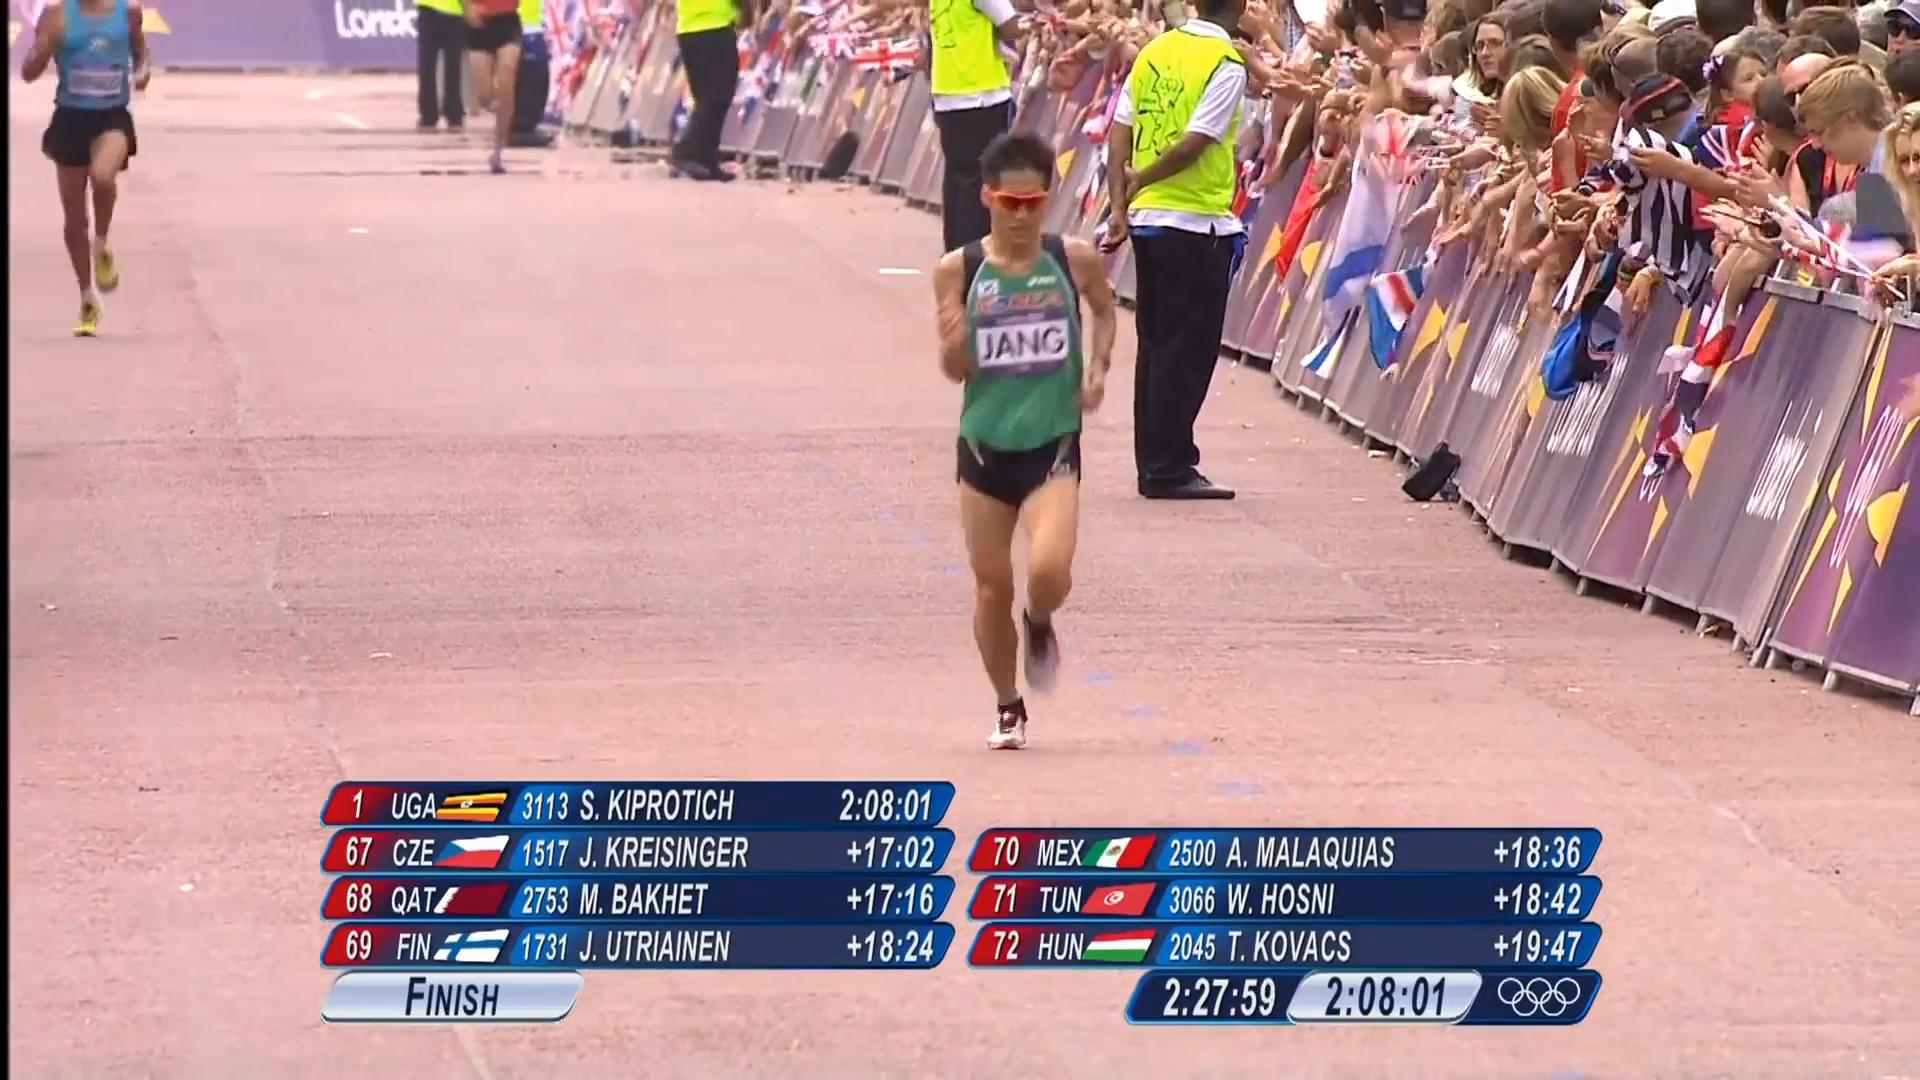 London
KOREA
JANG
1 UGA 3113 S. KIPROTICH 2:08:01
67 CZE 1517 J. KREISINGER +17:02
68 QAT 2753 M. BAKHET +17:16
69 FIN 1731 J. UTRIAINEN +18:24
70 MEX 2500 A. MALAQUIAS +18:36
71 TUN 3066 W. HOSNI +18:42
72 HUN 2045 T. KOVACS +19:47
FINISH
2:27:59 2:08:01